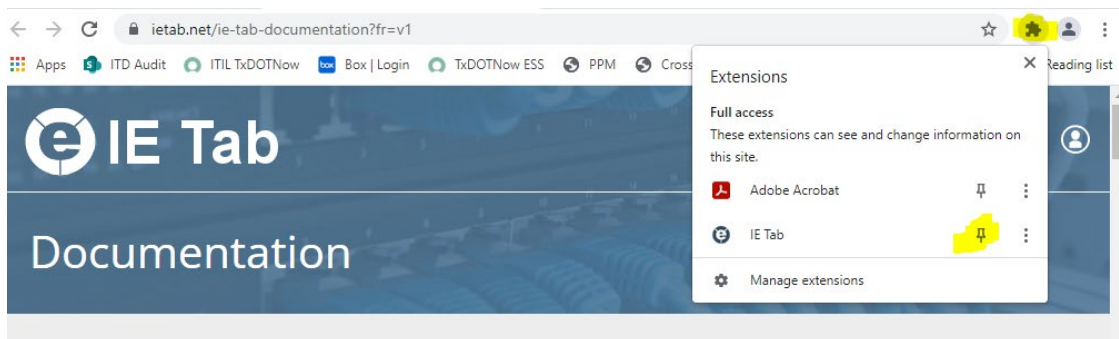 ietab.net/ie-tab-documentation?fr=v1
Apps ITD Audit ITIL TxDOTNow box Box | Login TxDOTNow ESS PPM Cross Reading list
IE Tab
Documentation
Extensions
Full access
These extensions can see and change information on
this site.
Adobe Acrobat
IE Tab
Manage extensions